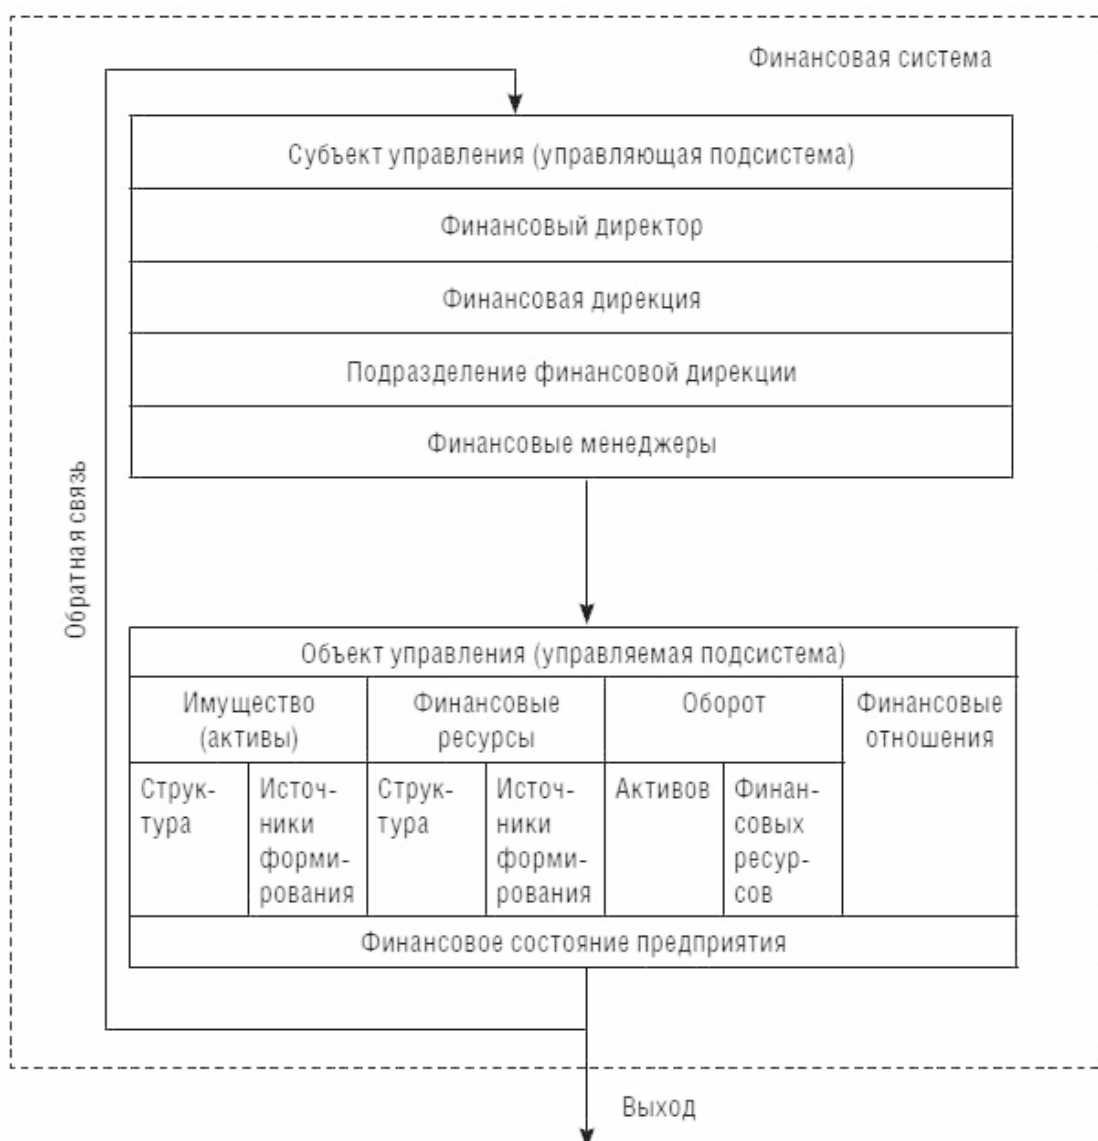 Финансовая система
Субъект управления (управляющая подсистема)
Финансовый директор
Финансовая дирекция
Подразделение финансовой дирекции
Финансовые менеджеры
Обратная связь
Объект управления (управляемая подсистема)
Имущество
(активы)
Финансовые
ресурсы
Оборот
Финансовые
отношения
Струк-
тура
Источ-
ники
форми-
рования
Струк-
тура
Источ-
ники
форми-
рования
Активов
Финан-
совых
ресур-
сов
Финансовое состояние предприятия
Выход